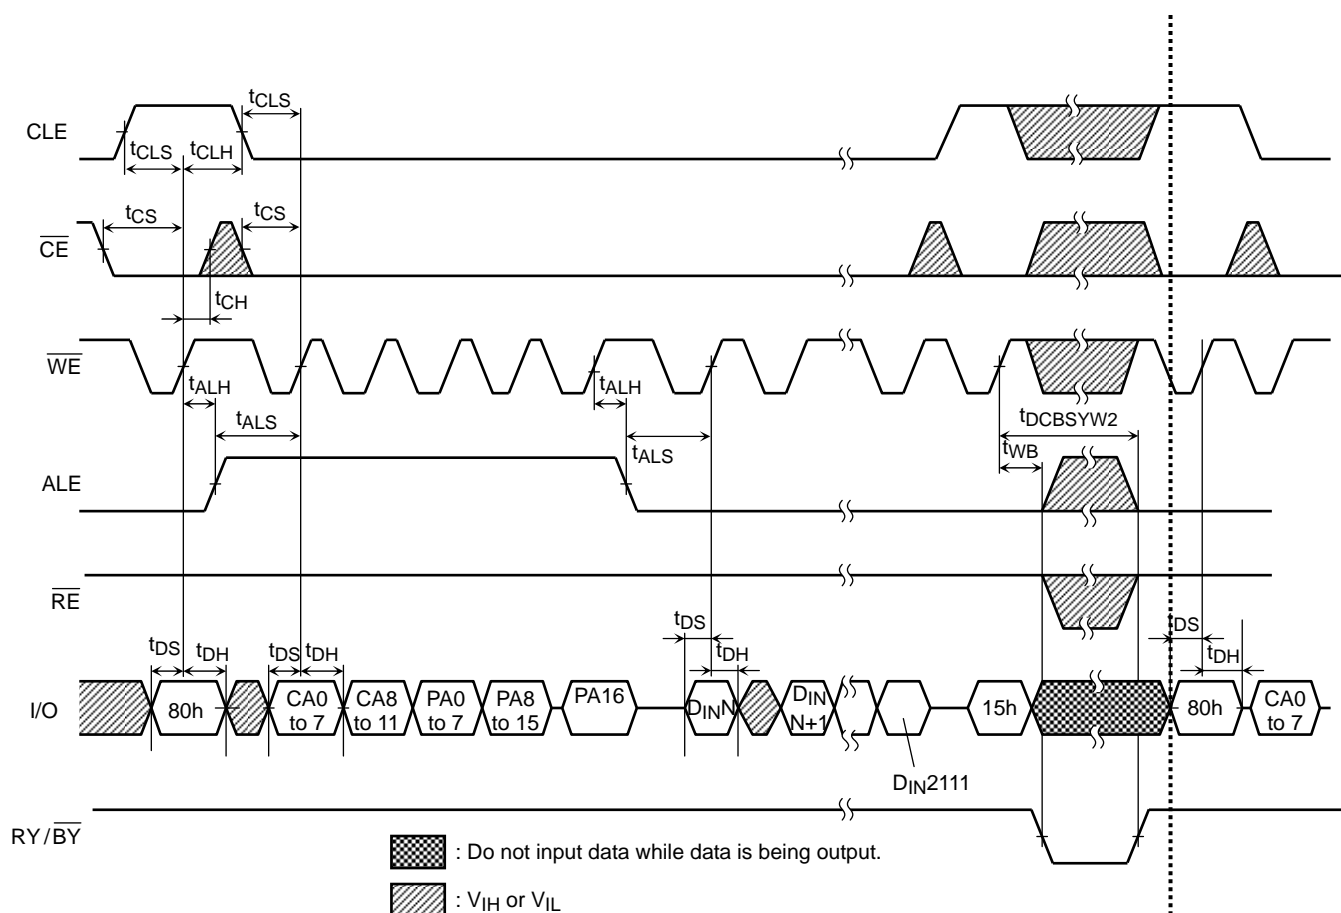 tCLS
CLE
tCLS tCLH
tCS tCS
CE
tCH
WE
tALH tALH
tALS tDCBSYW2
tALS tWB
ALE
RE
tDS tDH tDS tDH tDS tDH DS tDH
I/O 80h CA0 to 7 CA8 to 11 PA0 to 7 PA8 to 15 PA16 DINN DIN N+1 15h 80h CA0 to 7
DIN2111
RY/BY
: Do not input data while data is being output.
: VIH or VIL